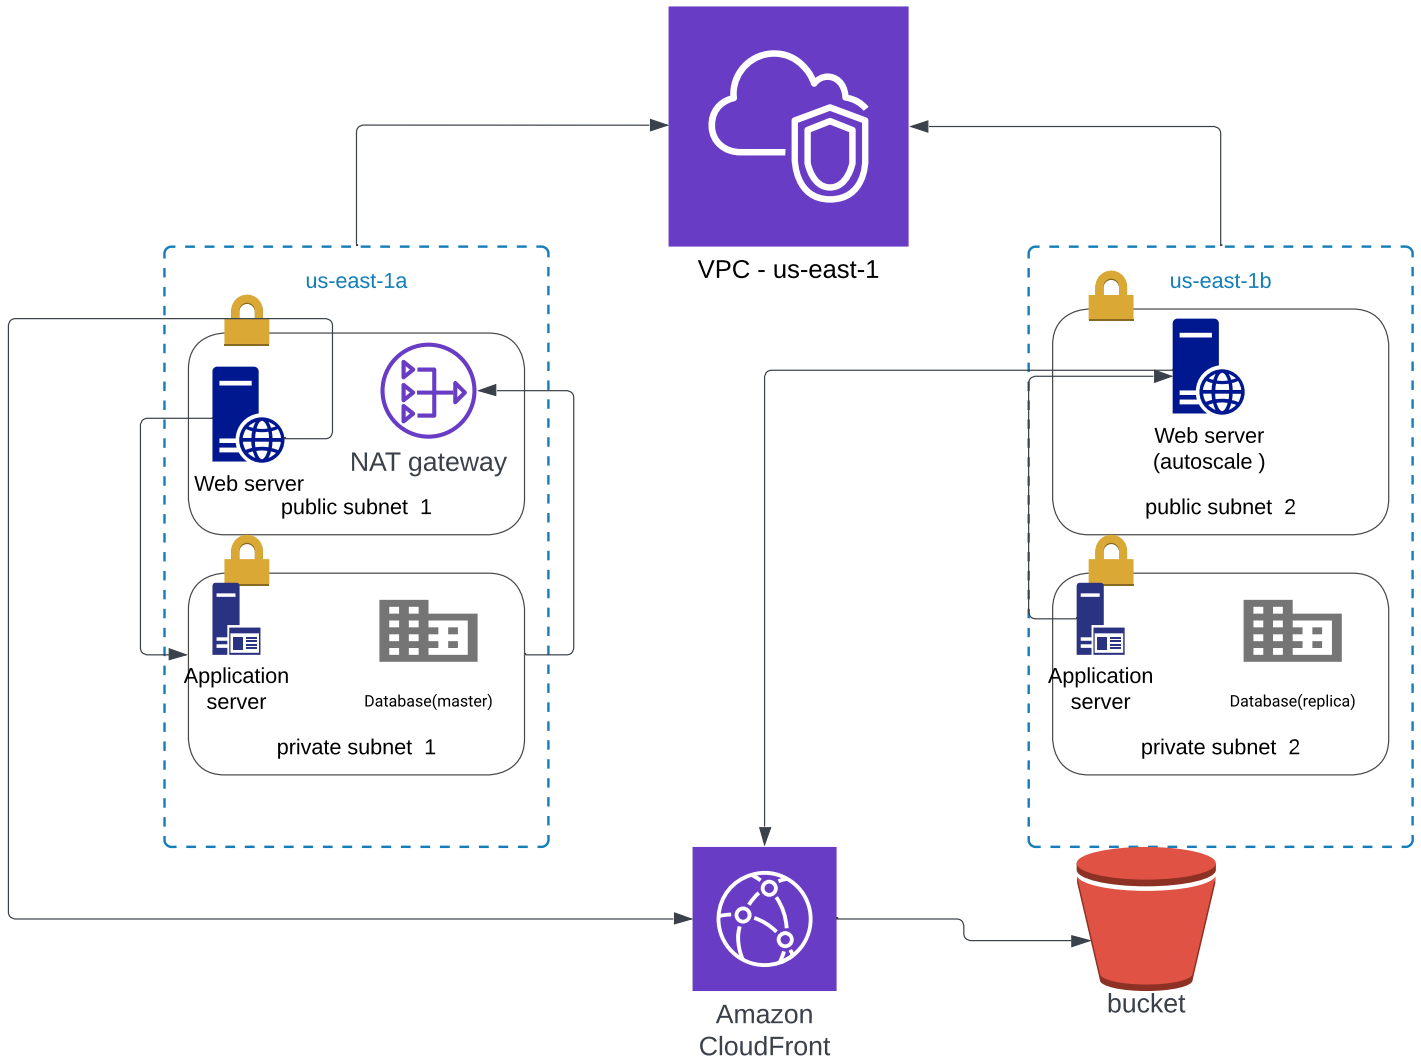 VPC - us-east-1
us-east-1a
Web server
NAT gateway
public subnet 1
Application
server
Database(master)
private subnet 1
us-east-1b
Web server
(autoscale )
public subnet 2
Application
server
Database(replica)
private subnet 2
Amazon
CloudFront
bucket